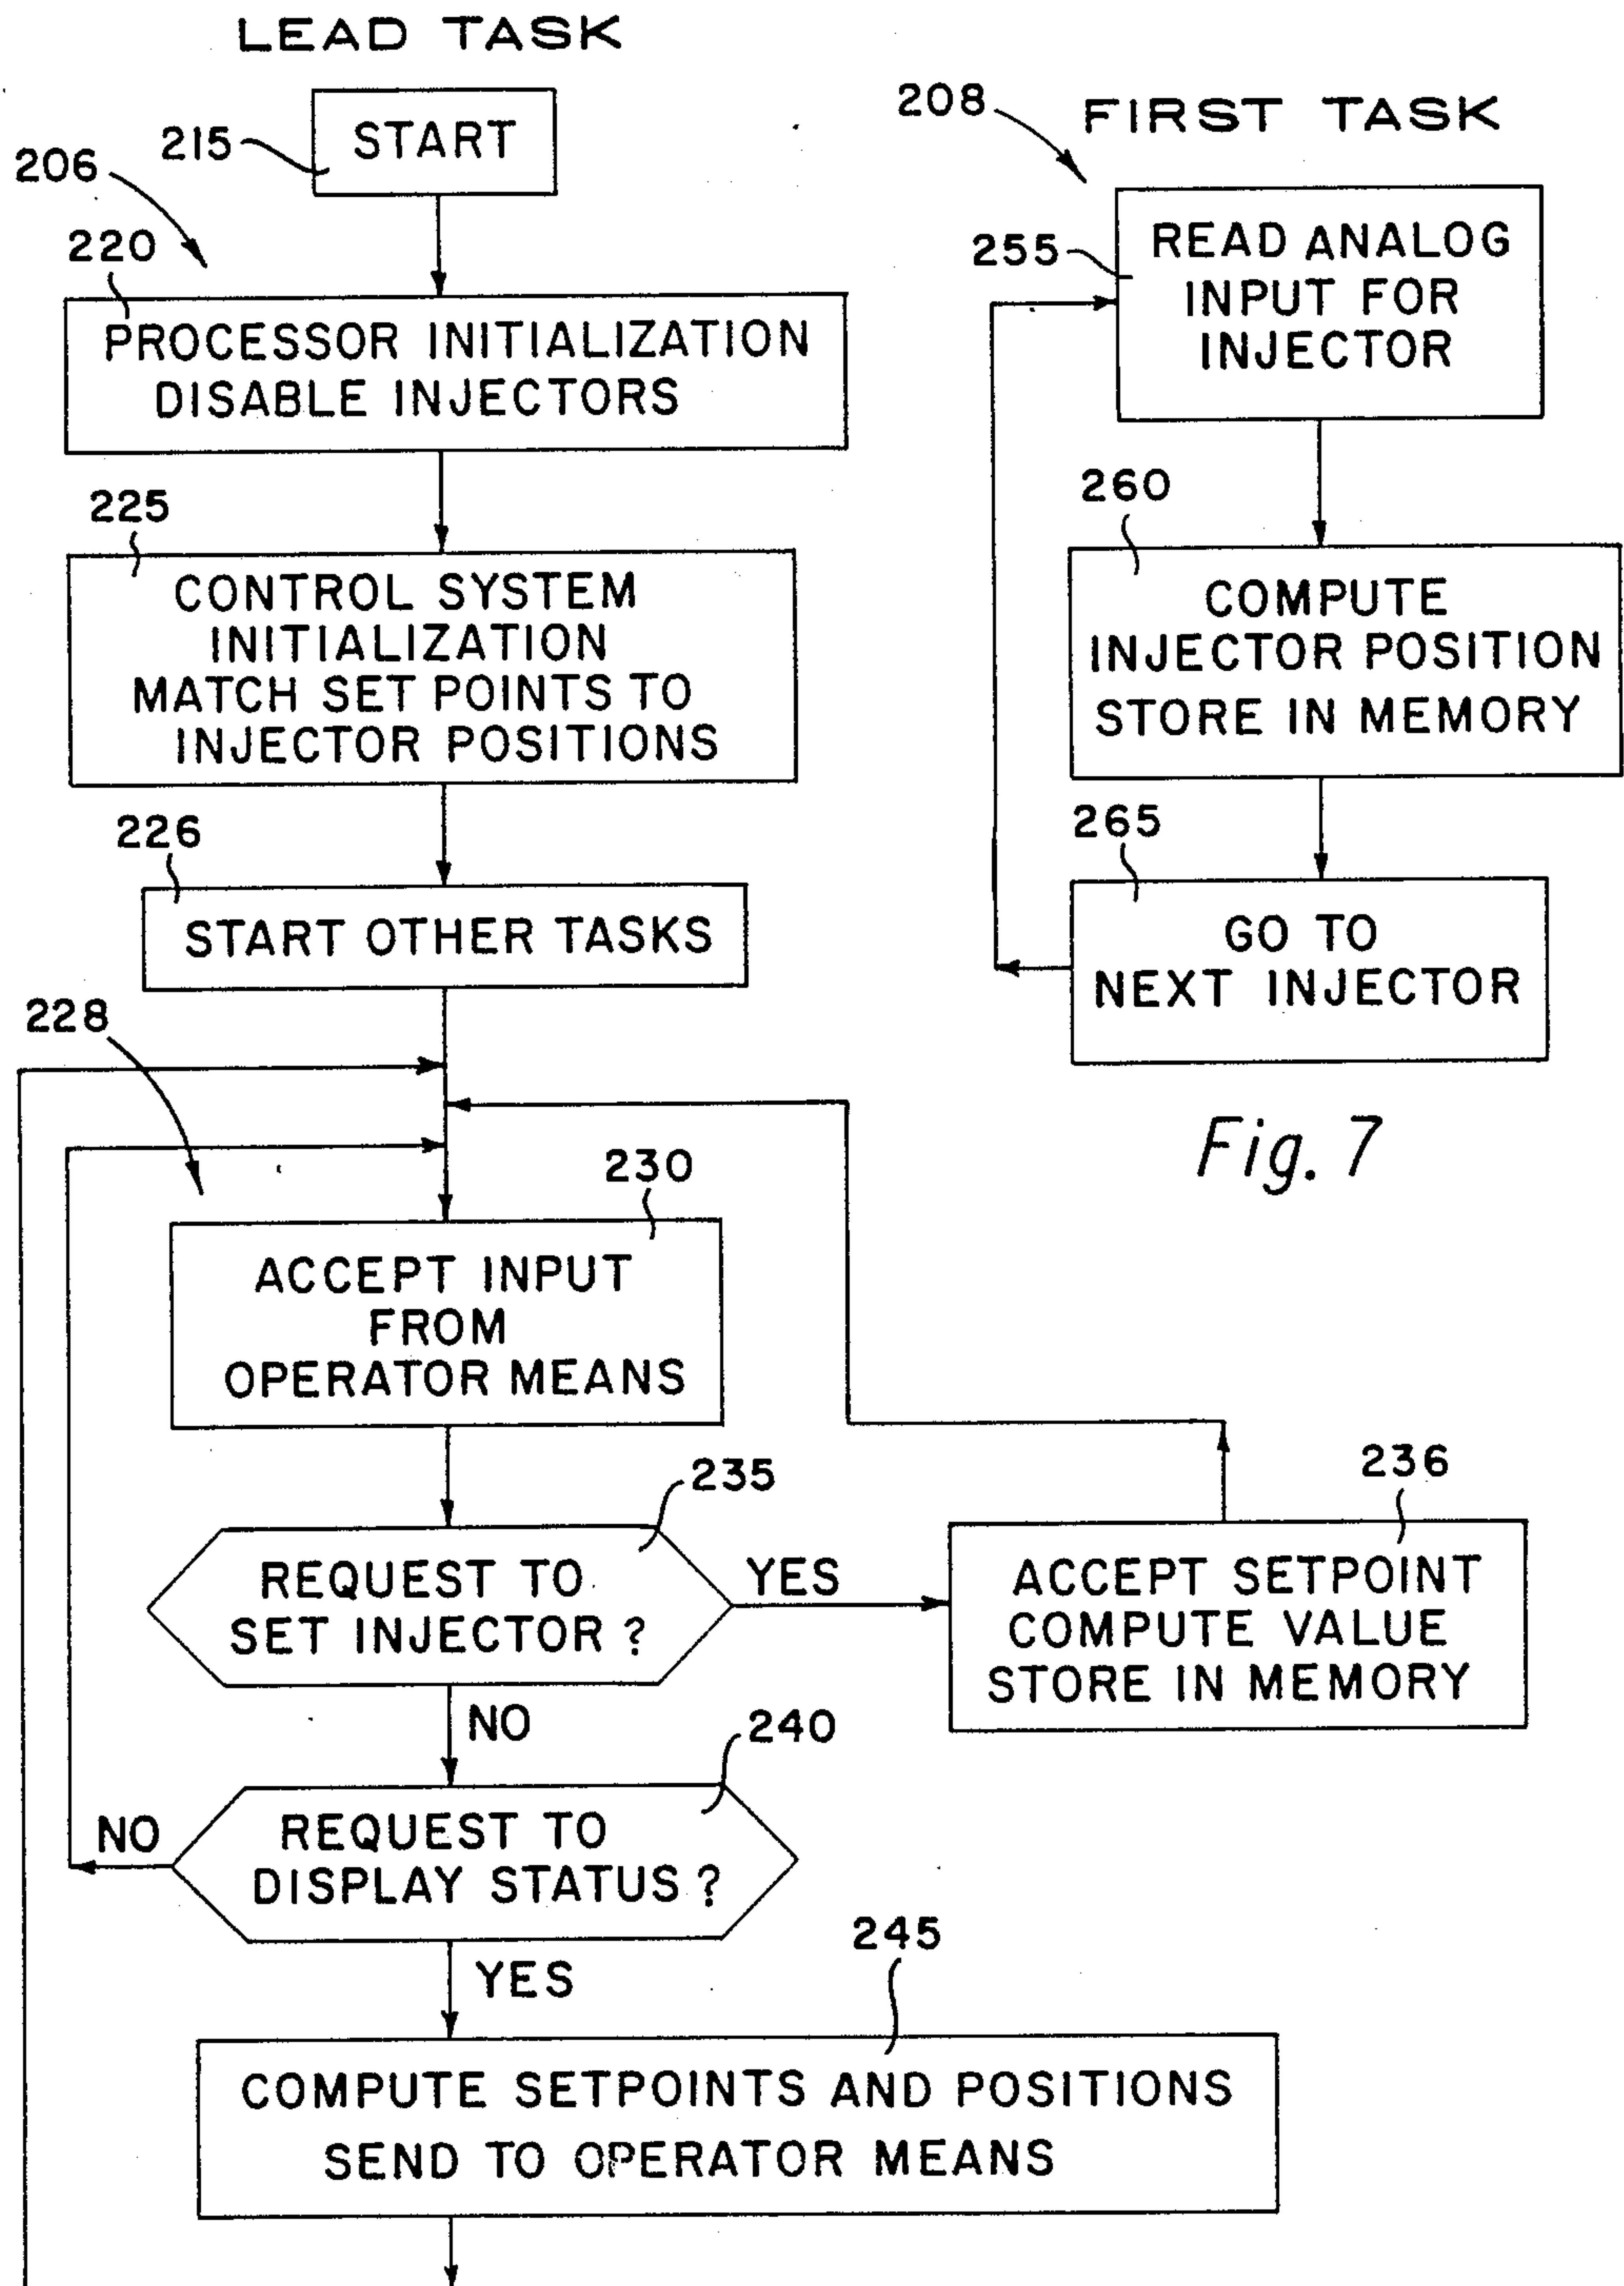 LEAD TASK
START
215
206
220
PROCESSOR INITIALIZATION
DISABLE INJECTORS
225
CONTROL SYSTEM
INITIALIZATION
MATCH SET POINTS TO
INJECTOR POSITIONS
226
START OTHER TASKS
228
230
ACCEPT INPUT
FROM
OPERATOR MEANS
235
REQUEST TO
SET INJECTOR ?
YES
236
ACCEPT SETPOINT
COMPUTE VALUE
STORE IN MEMORY
NO
240
REQUEST TO
DISPLAY STATUS ?
NO
YES
245
COMPUTE SETPOINTS AND POSITIONS
SEND TO OPERATOR MEANS
208
FIRST TASK
255
READ ANALOG
INPUT FOR
INJECTOR
260
COMPUTE
INJECTOR POSITION
STORE IN MEMORY
265
GO TO
NEXT INJECTOR
Fig. 7